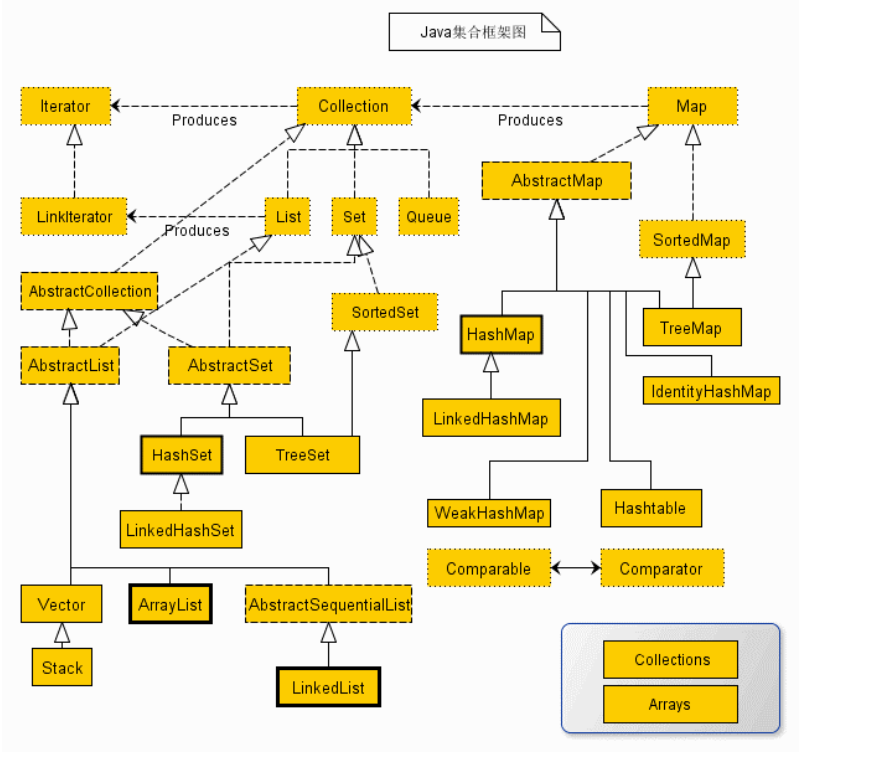 Java集合框架图
Iterator
Collection
Map
Produces
Produces
AbstractMap
LinkIterator
List
Set
Queue
Produces
SortedMap
AbstractCollection
SortedSet
HashMap
TreeMap
AbstractList
AbstractSet
IdentityHashMap
LinkedHashMap
HashSet
TreeSet
WeakHashMap
Hashtable
LinkedHashSet
Comparable
Comparator
Vector
ArrayList
AbstractSequentialList
Stack
LinkedList
Collections
Arrays